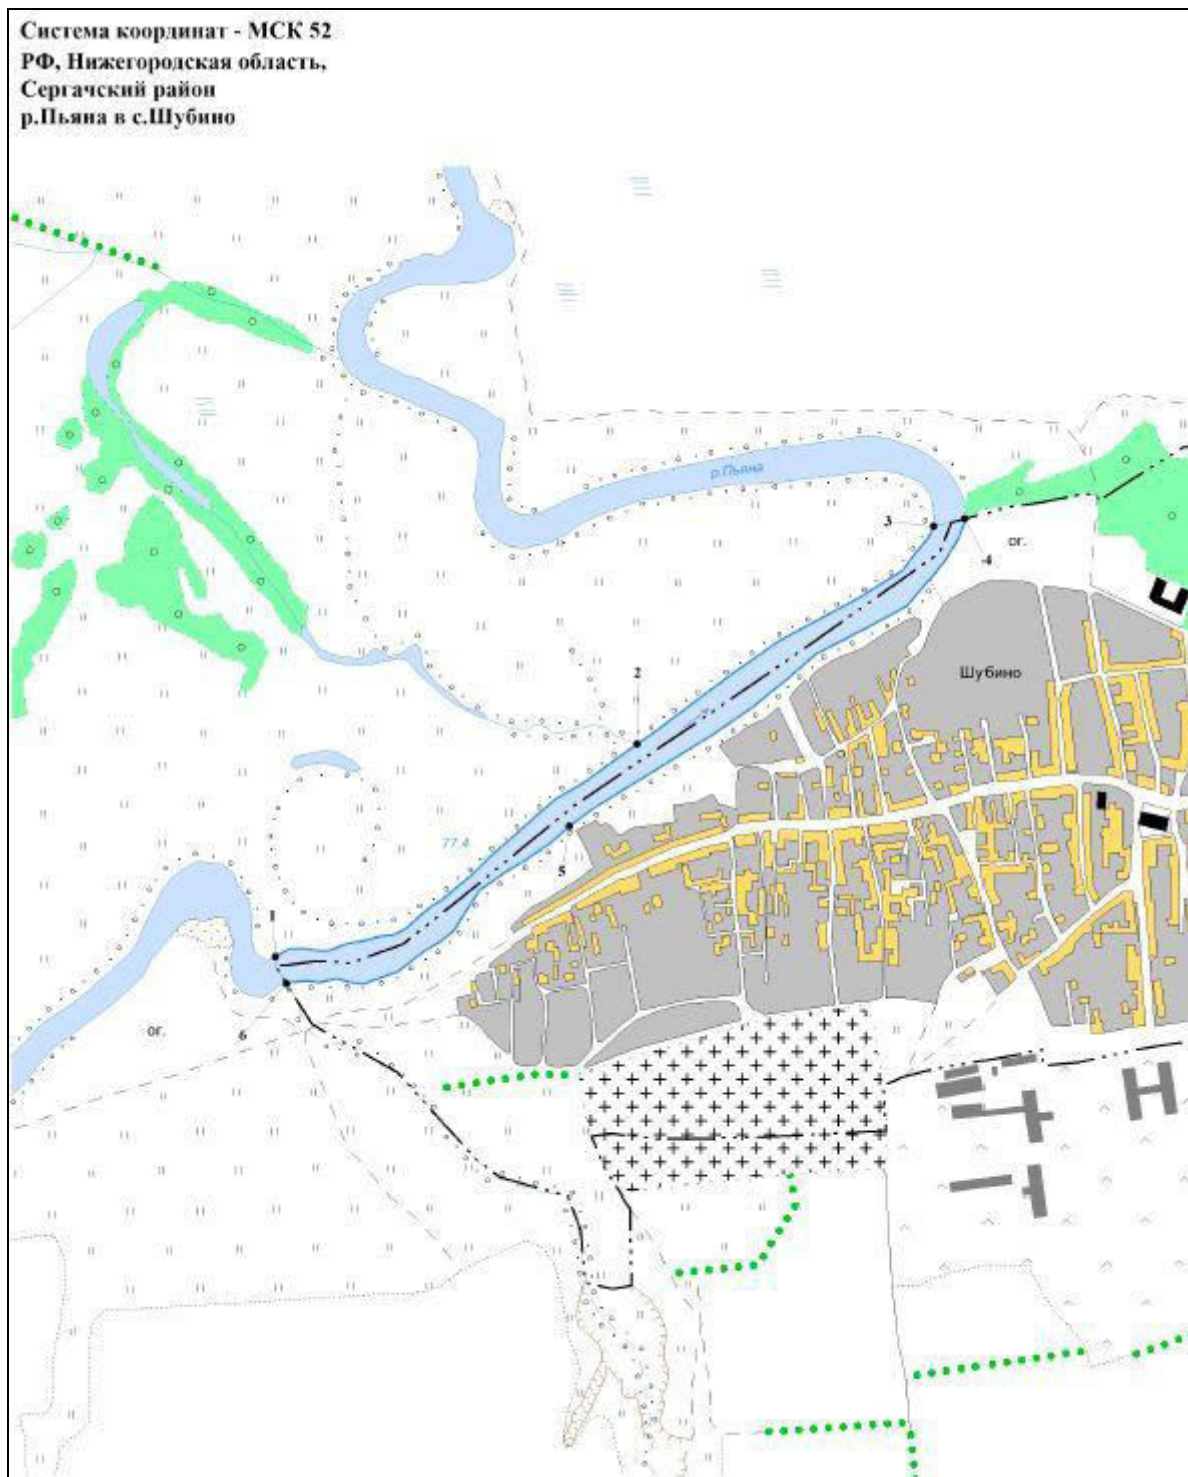 Система координат - МСК 52
РФ, Нижегородская область,
Сергачский район
р.Пьяна в с.Шубино
р.Пьяна
3
ог.
4
Шубино
2
77.4
5
1
ог.
6